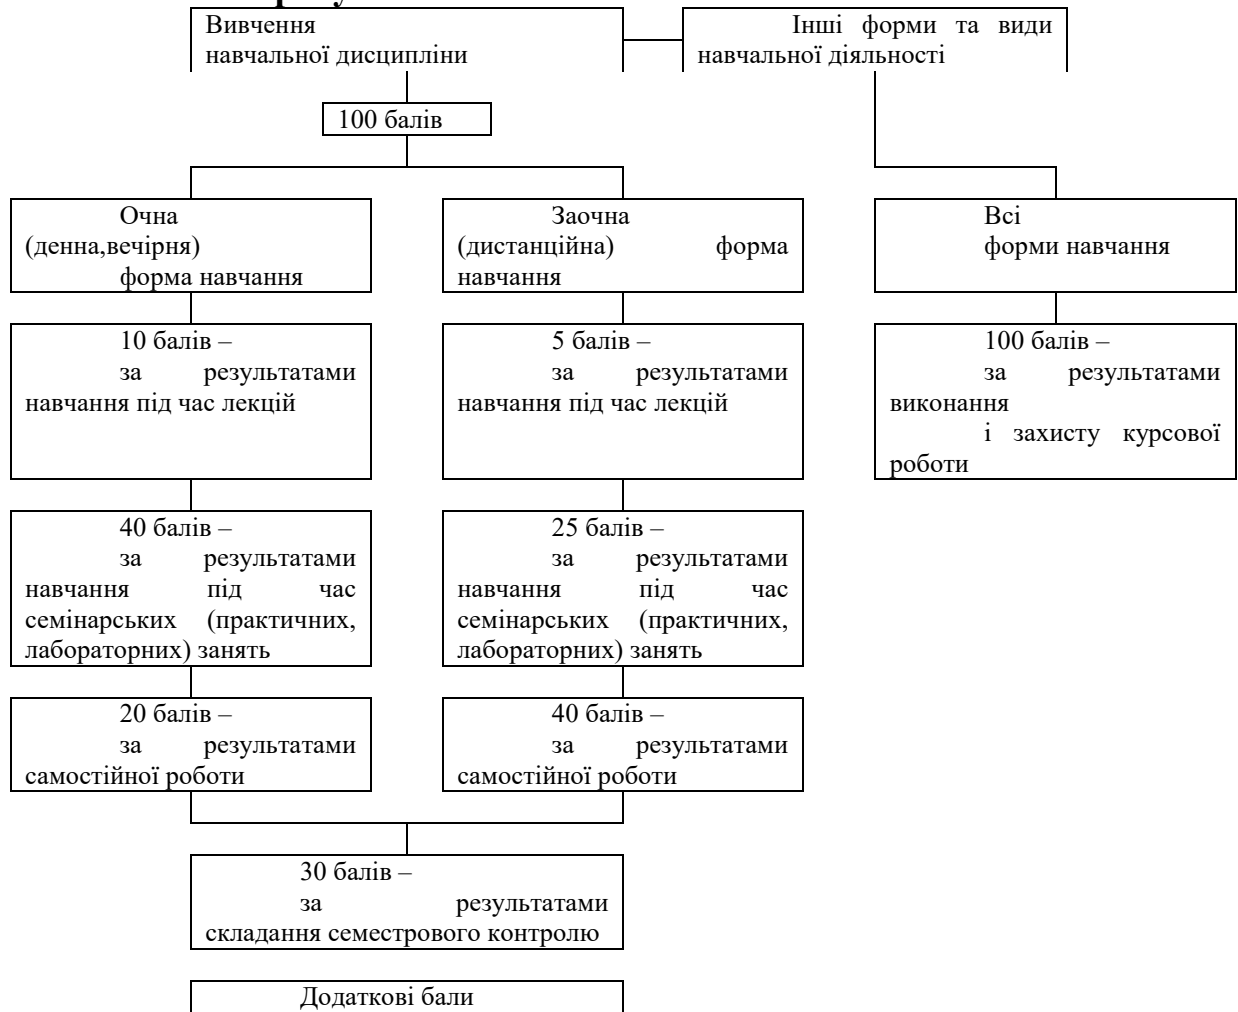 Вивчення
навчальної дисципліни
Інші форми та види
навчальної діяльності
100 балів
Очна
(денна,вечірня)
форма навчання
Заочна
(дистанційна) форма
навчання
Всі
форми навчання
10 балів –
за результатами
навчання під час лекцій
5 балів –
за результатами
навчання під час лекцій
100 балів –
за результатами
виконання
і захисту курсової
роботи
40 балів –
за результатами
навчання під час
семінарських (практичних,
лабораторних) занять
25 балів –
за результатами
навчання під час
семінарських (практичних,
лабораторних) занять
20 балів –
за результатами
самостійної роботи
40 балів –
за результатами
самостійної роботи
30 балів –
за результатами
складання семестрового контролю
Додаткові бали